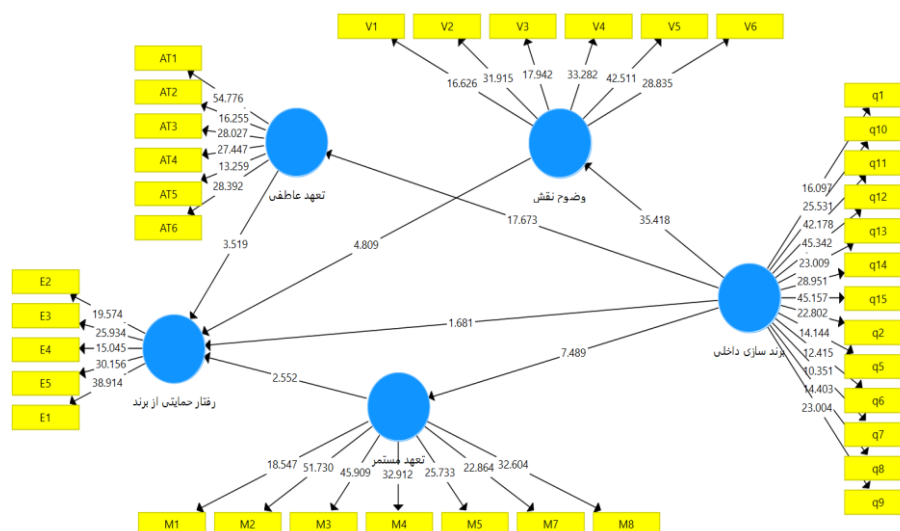 V1
V2
V3
V4
V5
V6
16.626
31.915
17.942
33.282
42.511
28.835
وضوح نقش
AT1
AT2
AT3
AT4
AT5
AT6
54.776
16.255
28.027
27.447
13.259
28.392
تعهد عاطفی
q1
q10
q11
q12
q13
q14
q15
q2
q5
q6
q7
q8
q9
16.097
25.531
42.178
45.342
23.009
28.951
45.157
22.802
14.144
12.415
10.351
14.403
23.004
برند سازی داخلی
35.418
17.673
3.519
4.809
1.681
7.489
2.552
E2
E3
E4
E5
E1
19.574
25.934
15.045
30.156
38.914
رفتار حمایتی از برند
تعهد مستمر
18.547
51.730
45.909
32.912
25.733
22.864
32.604
M1
M2
M3
M4
M5
M7
M8